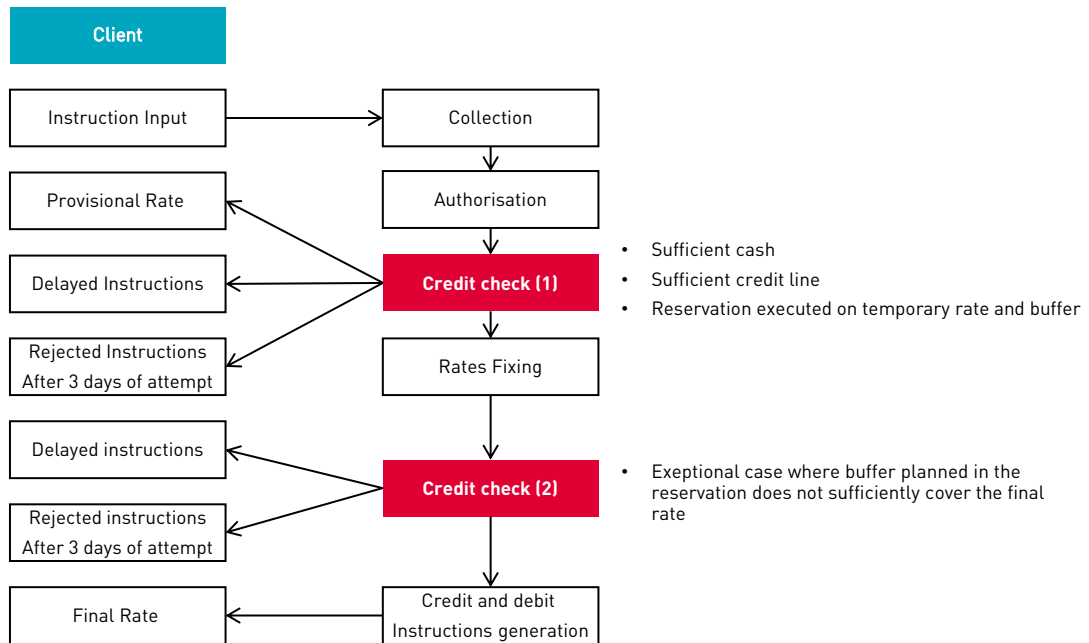 Client
Instruction Input
Collection
Provisional Rate
Authorisation
Delayed Instructions
Credit check (1)
• Sufficient cash
• Sufficient credit line
• Reservation executed on temporary rate and buffer
Rejected Instructions
After 3 days of attempt
Rates Fixing
Delayed instructions
Credit check (2)
• Exeptional case where buffer planned in the
reservation does not sufficiently cover the final
rate
Rejected instructions
After 3 days of attempt
Final Rate
Credit and debit
Instructions generation